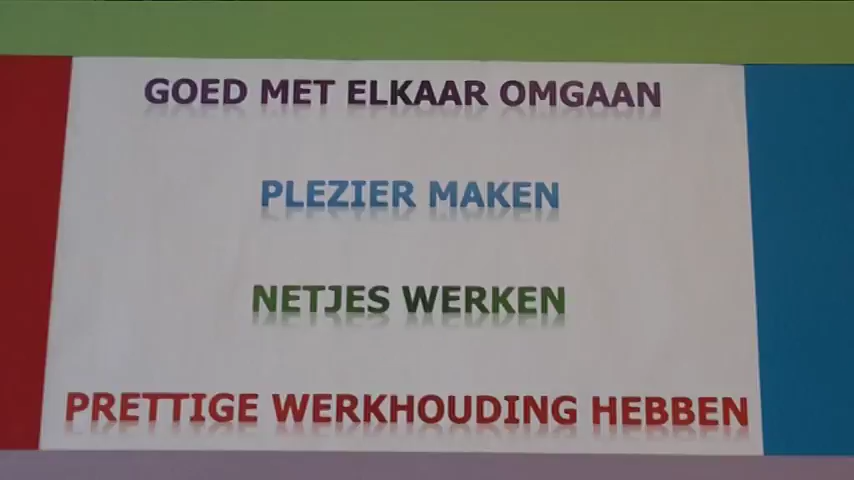 GOED MET ELKAAR OMGAAN
PLEZIER MAKEN
NETJES WERKEN
PRETTIGE WERKHOUDING HEBBEN